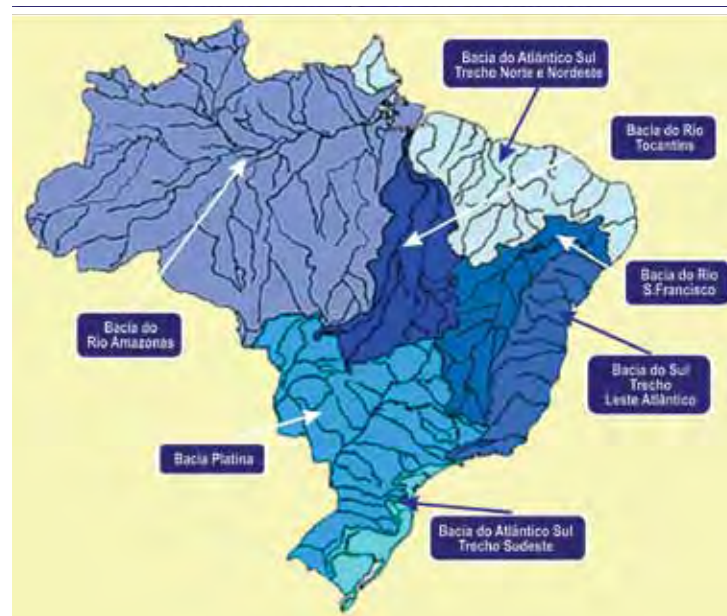 Bacia do Atlântico Sul
Trecho Norte e Nordeste
Bacia do Rio
Tocantins
Bacia do Rio
S.Francisco
Bacia do
Rio Amazonas
Bacia do Sul
Trecho
Leste Atlântico
Bacia Platina
Bacia do Atlântico Sul
Trecho Sudeste